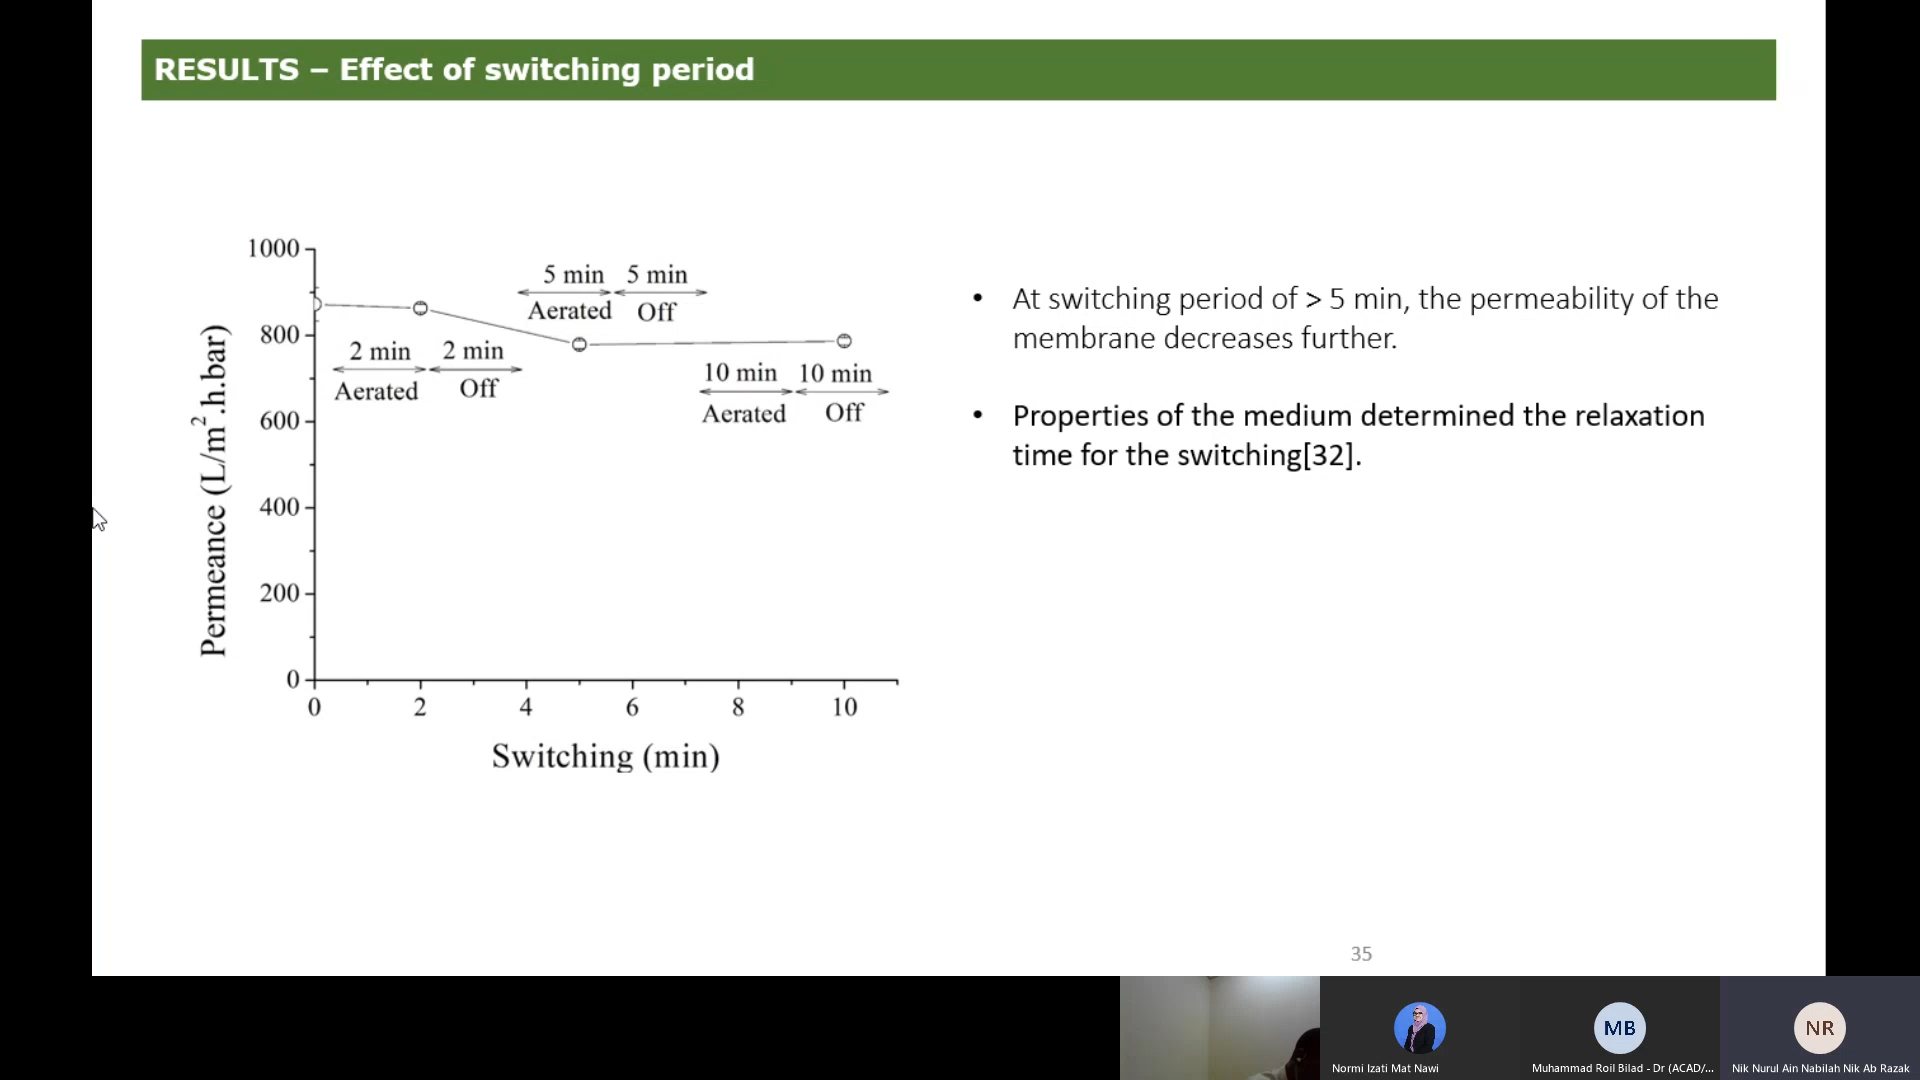 RESULTS – Effect of switching period
1000
800
600
400
200
0
0 2 4 6 8 10
Permeance (L/m².h.bar)
Switching (min)
2 min 2 min
Aerated Off
5 min 5 min
Aerated Off
10 min 10 min
Aerated Off
• At switching period of > 5 min, the permeability of the
membrane decreases further.
• Properties of the medium determined the relaxation
time for the switching[32].
35
MB
NR
Normi Izati Mat Nawi
Muhammad Roil Bilad - Dr (ACAD/...
Nik Nurul Ain Nabilah Nik Ab Razak